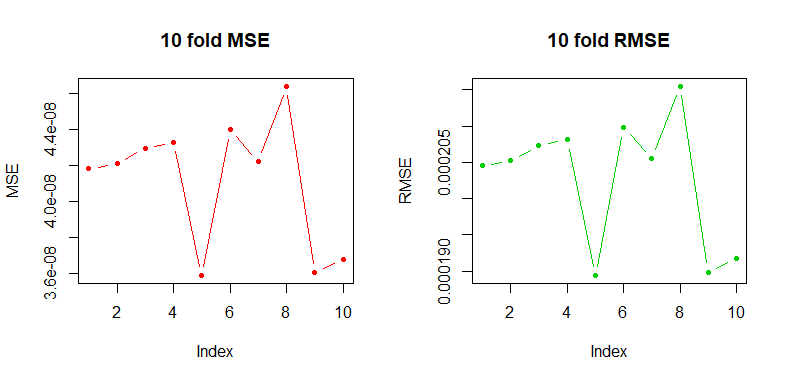 10 fold MSE
MSE
4.4e-08
4.0e-08
3.6e-08
2 4 6 8 10
Index
10 fold RMSE
RMSE
0.000205
0.000190
2 4 6 8 10
Index